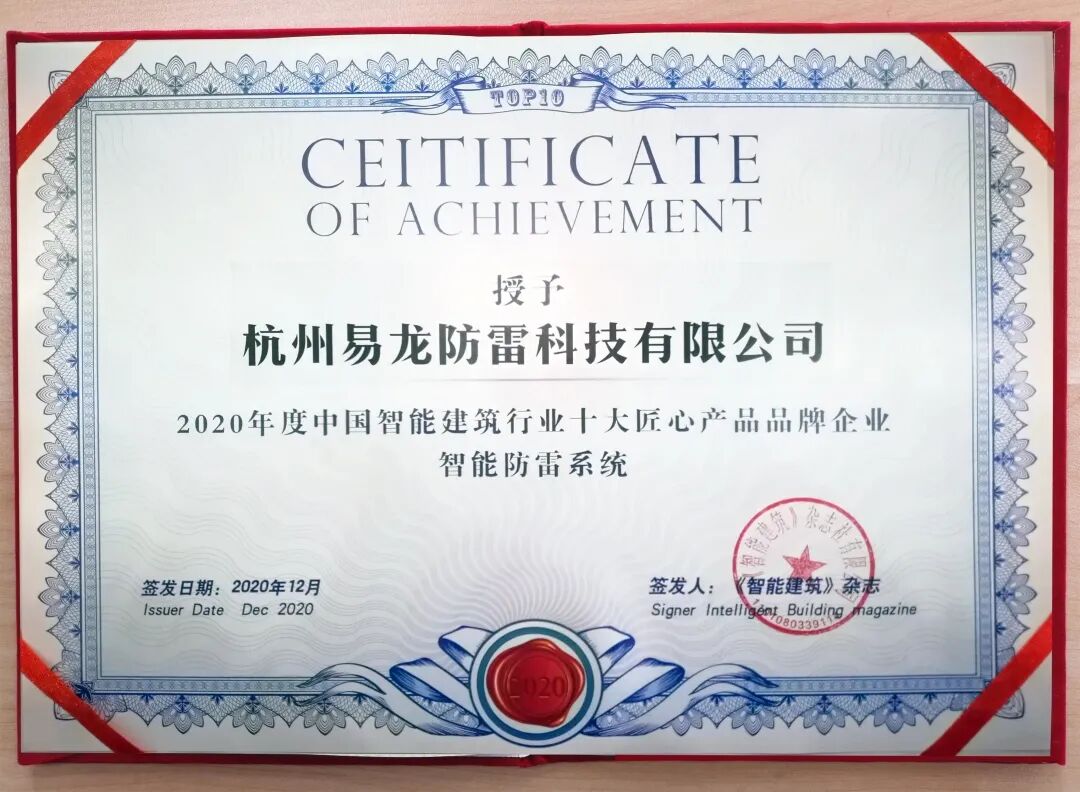 TOP10
CEITIFICATE
OF ACHIEVEMENT
授予
杭州易龙防雷科技有限公司
2020年度中国智能建筑行业十大匠心产品品牌企业
智能防雷系统
签发日期：2020年12月
Issuer Date Dec 2020
签发人：《智能建筑》杂志
Signer Intelligent Building magazine
2020